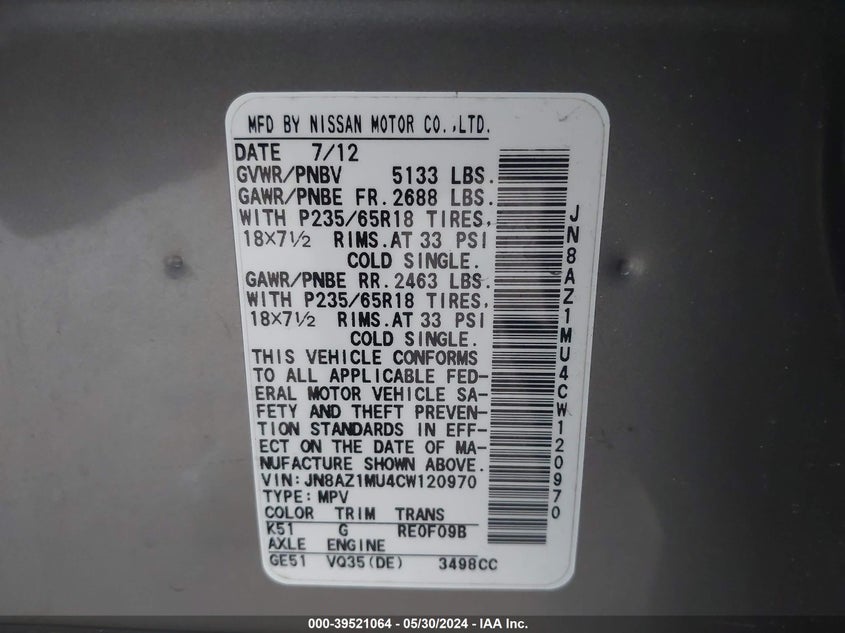 MFD BY NISSAN MOTOR CO.,LTD.
DATE 7/12
GVWR/PNBV 5133 LBS.
GAWR/PNBE FR. 2688 LBS.
WITH P235/65R18 TIRES,
18×7½ RIMS. AT 33 PSI
COLD SINGLE.
GAWR/PNBE RR. 2463 LBS.
WITH P235/65R18 TIRES,
18×7½ RIMS. AT 33 PSI
COLD SINGLE.
THIS VEHICLE CONFORMS
TO ALL APPLICABLE FED-
ERAL MOTOR VEHICLE SA-
FETY AND THEFT PREVEN-
TION STANDARDS IN EFF-
ECT ON THE DATE OF MA-
NUFACTURE SHOWN ABOVE.
VIN: JN8AZ1MU4CW120970
TYPE: MPV
COLOR TRIM TRANS
K51 G RE0F09B
AXLE ENGINE
GE51 VQ35(DE) 3498CC
JN8AZ1MU4CW120970
000-39521064 - 05/30/2024 - IAA Inc.